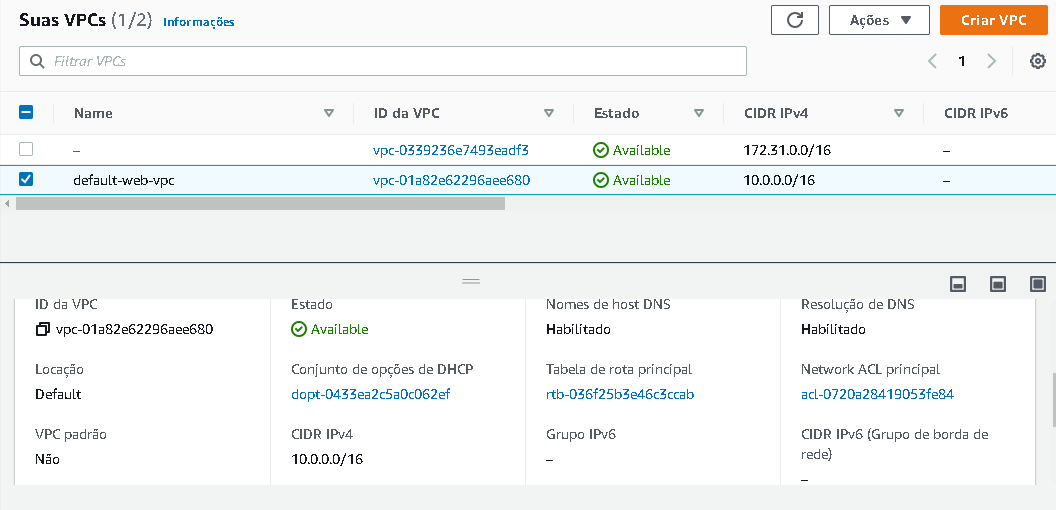 Suas VPCs (1/2) Informações
Ações
Criar VPC
Filtrar VPCs
1
Name ID da VPC Estado CIDR IPv4 CIDR IPv6
– vpc-0339236e7493eadf3 Available 172.31.0.0/16 –
default-web-vpc vpc-01a82e62296aee680 Available 10.0.0.0/16 –
ID da VPC
vpc-01a82e62296aee680
Estado
Available
Nomes de host DNS
Habilitado
Resolução de DNS
Habilitado
Locação
Default
Conjunto de opções de DHCP
dopt-0433ea2c5a0c062ef
Tabela de rota principal
rtb-036f25b3e46c3ccab
Network ACL principal
acl-0720a28419053fe84
VPC padrão
Não
CIDR IPv4
10.0.0.0/16
Grupo IPv6
–
CIDR IPv6 (Grupo de borda de
rede)
–